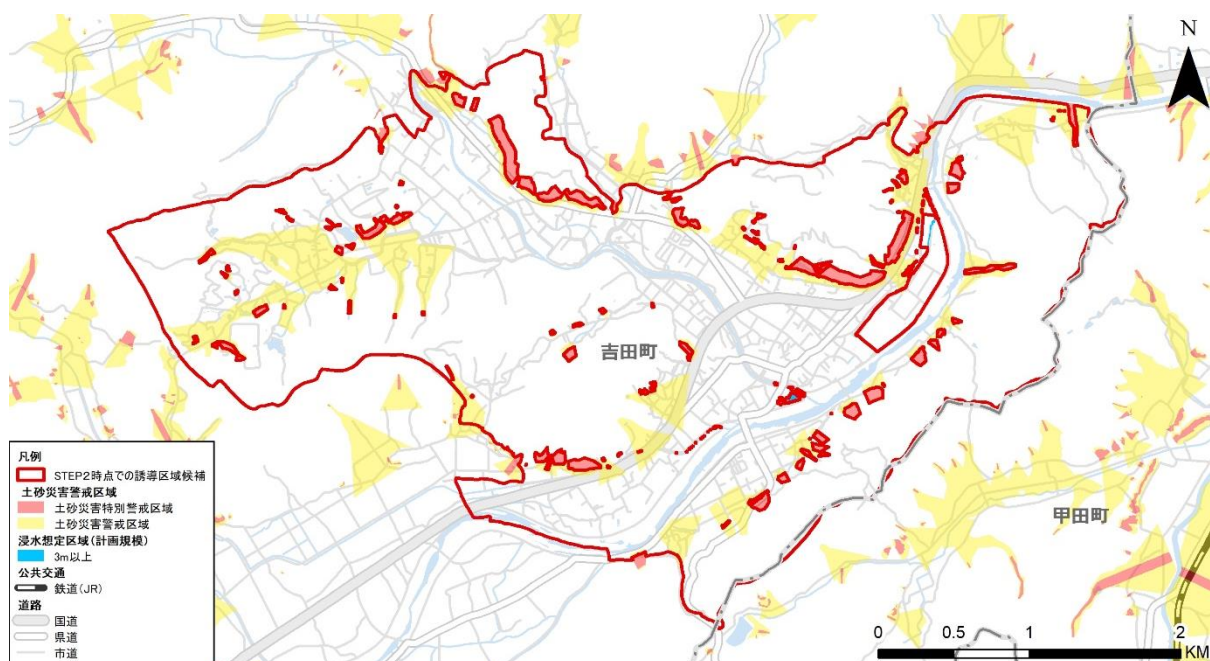 N
吉田町
甲田町
凡例
STEP2時点での誘導区域候補
土砂災害警戒区域
土砂災害特別警戒区域
土砂災害警戒区域
浸水想定区域(計画規模)
3m以上
公共交通
鉄道(JR)
道路
国道
県道
市道
0 0.5 1 2
KM